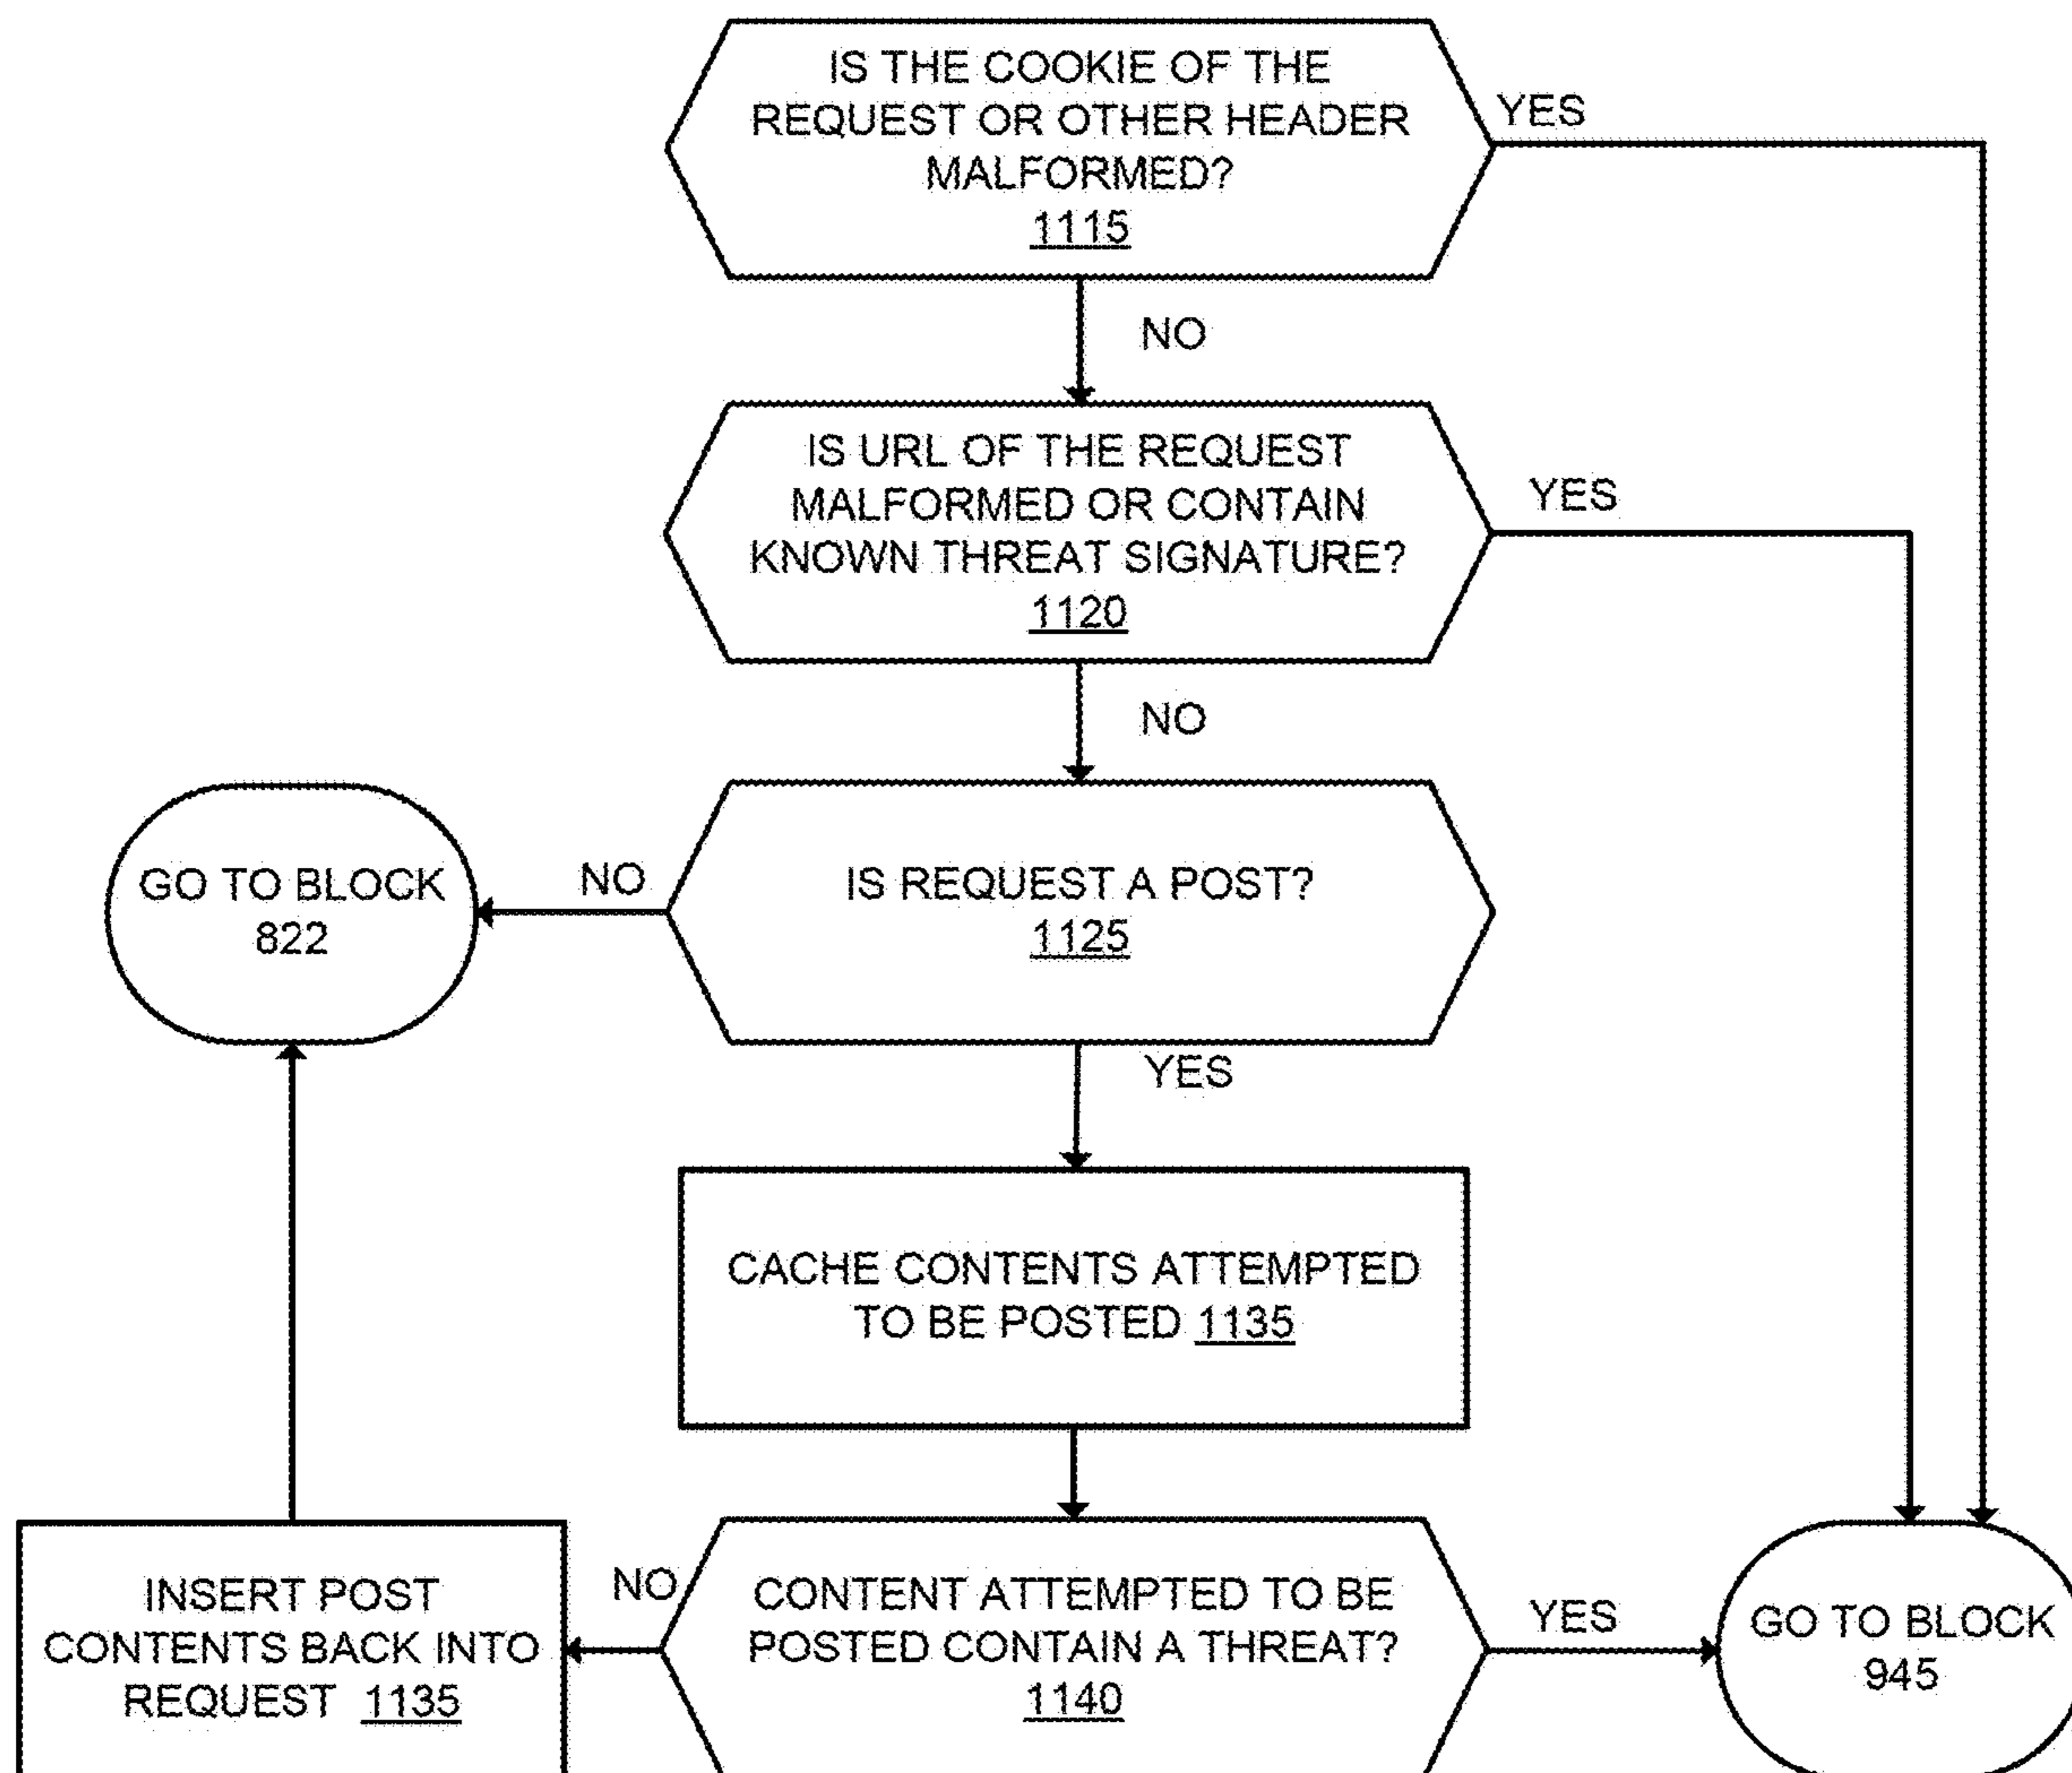 IS THE COOKIE OF THE
REQUEST OR OTHER HEADER
MALFORMED?
1115
YES
NO
IS URL OF THE REQUEST
MALFORMED OR CONTAIN
KNOWN THREAT SIGNATURE?
1120
YES
NO
GO TO BLOCK
822
NO
IS REQUEST A POST?
1125
YES
CACHE CONTENTS ATTEMPTED
TO BE POSTED 1135
INSERT POST
CONTENTS BACK INTO
REQUEST 1135
NO
CONTENT ATTEMPTED TO BE
POSTED CONTAIN A THREAT?
1140
YES
GO TO BLOCK
945